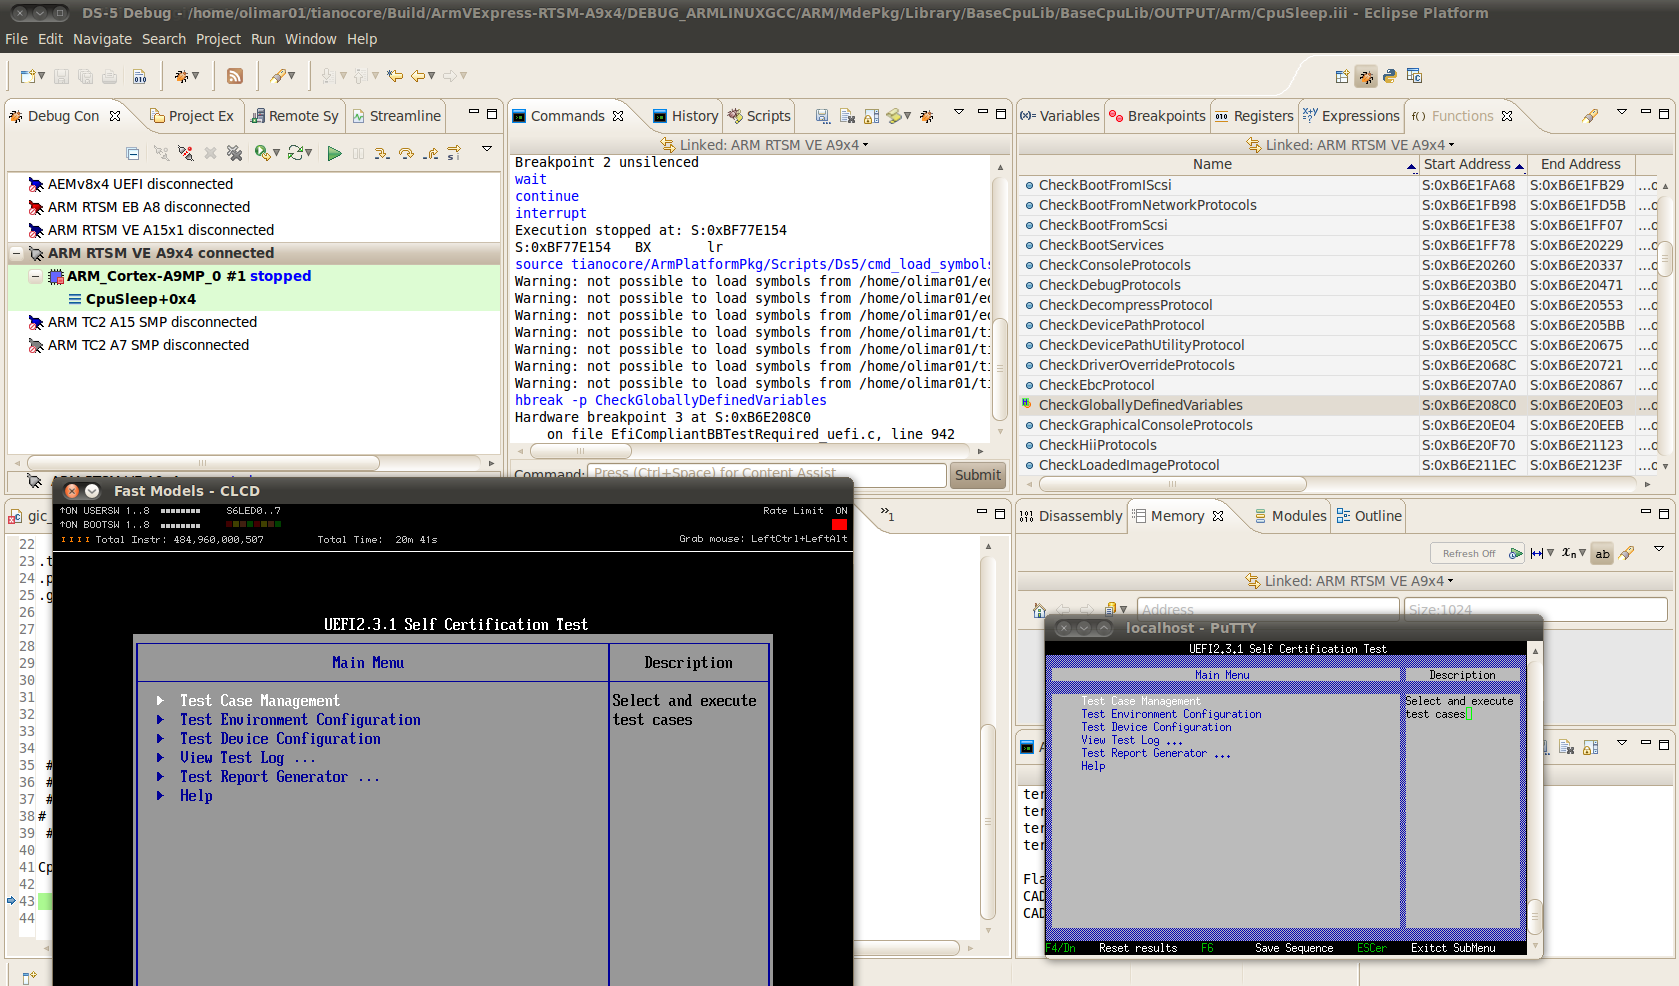 DS-5 Debug - /home/olimar01/tianocore/Build/ArmVExpress-RTSM-A9x4/DEBUG_ARMLINUXGCC/ARM/MdePkg/Library/BaseCpuLib/BaseCpuLib/OUTPUT/Arm/CpuSleep.iii - Eclipse Platform
File Edit Navigate Search Project Run Window Help
Debug Con Project Ex Remote Sy Streamline
AEMv8x4 UEFI disconnected
ARM RTSM EB A8 disconnected
ARM RTSM VE A15x1 disconnected
ARM RTSM VE A9x4 connected
ARM_Cortex-A9MP_0 #1 stopped
CpuSleep+0x4
ARM TC2 A15 SMP disconnected
ARM TC2 A7 SMP disconnected
Commands History Scripts
Linked: ARM RTSM VE A9x4
Breakpoint 2 unsilenced
wait
continue
interrupt
Execution stopped at: S:0xBF77E154
S:0xBF77E154 BX lr
source tianocore/ArmPlatformPkg/Scripts/Ds5/cmd_load_symbols
Warning: not possible to load symbols from /home/olimar01/ed
Warning: not possible to load symbols from /home/olimar01/ed
Warning: not possible to load symbols from /home/olimar01/ed
Warning: not possible to load symbols from /home/olimar01/ti
Warning: not possible to load symbols from /home/olimar01/ti
Warning: not possible to load symbols from /home/olimar01/ti
Warning: not possible to load symbols from /home/olimar01/ti
hbreak -p CheckGloballyDefinedVariables
Hardware breakpoint 3 at S:0xB6E208C0
on file EfiCompliantBBTestRequired_uefi.c, line 942
Command: Press (Ctrl+Space) for Content Assist Submit
Variables Breakpoints Registers Expressions Functions
Linked: ARM RTSM VE A9x4
Name Start Address End Address
CheckBootFromIScsi S:0xB6E1FA68 S:0xB6E1FB29 ...c
CheckBootFromNetworkProtocols S:0xB6E1FB98 S:0xB6E1FD5B ...c
CheckBootFromScsi S:0xB6E1FE38 S:0xB6E1FF07 ...c
CheckBootServices S:0xB6E1FF78 S:0xB6E20229 ...c
CheckConsoleProtocols S:0xB6E20260 S:0xB6E20337 ...c
CheckDebugProtocols S:0xB6E203B0 S:0xB6E20471 ...c
CheckDecompressProtocol S:0xB6E204E0 S:0xB6E20553 ...c
CheckDevicePathProtocol S:0xB6E20568 S:0xB6E205BB ...c
CheckDevicePathUtilityProtocol S:0xB6E205CC S:0xB6E20675 ...c
CheckDriverOverrideProtocols S:0xB6E2068C S:0xB6E20721 ...c
CheckEbcProtocol S:0xB6E207A0 S:0xB6E20867 ...c
CheckGloballyDefinedVariables S:0xB6E208C0 S:0xB6E20E03 ...c
CheckGraphicalConsoleProtocols S:0xB6E20E04 S:0xB6E20EEB ...c
CheckHiiProtocols S:0xB6E20F70 S:0xB6E21123 ...c
CheckLoadedImageProtocol S:0xB6E211EC S:0xB6E2123F ...c
gic_
22
23 .t
24 .p
25 .g
26
27
28
29
30
31
32
33
34
35 #
36 #
37 #
38 #
39 #
40
41 Cp
42
43
44
Fast Models - CLCD
↑ON USERSW 1..8 S6LED0..7 Rate Limit ON
↑ON BOOTSW 1..8
Total Instr: 484,960,000,507 Total Time: 20m 41s Grab mouse: LeftCtrl+LeftAlt
UEFI2.3.1 Self Certification Test
Main Menu Description
Test Case Management Select and execute
Test Environment Configuration test cases
Test Device Configuration
View Test Log ...
Test Report Generator ...
Help
»1
Disassembly Memory Modules Outline
Refresh Off
Linked: ARM RTSM VE A9x4
Address Size:1024
ter
ter
ter
ter
Fla
CAD
CAD
localhost - PuTTY
UEFI2.3.1 Self Certification Test
Main Menu Description
Test Case Management Select and execute
Test Environment Configuration test cases
Test Device Configuration
View Test Log ...
Test Report Generator ...
Help
F4/Dn Reset results F6 Save Sequence ESCer Exitct SubMenu